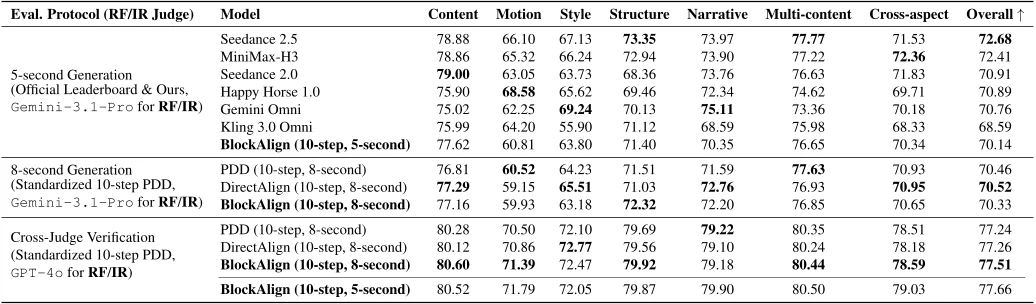 Eval. Protocol (RF/IR Judge) Model Content Motion Style Structure Narrative Multi-content Cross-aspect Overall ↑
Seedance 2.5 78.88 66.10 67.13 73.35 73.97 77.77 71.53 72.68
MiniMax-H3 78.86 65.32 66.24 72.94 73.90 77.22 72.36 72.41
5-second Generation Seedance 2.0 79.00 63.05 63.73 68.36 73.76 76.63 71.83 70.91
(Official Leaderboard & Ours, Happy Horse 1.0 75.90 68.58 65.62 69.46 72.34 74.62 69.71 70.89
Gemini-3.1-Pro for RF/IR) Gemini Omni 75.02 62.25 69.24 70.13 75.11 73.36 70.18 70.76
Kling 3.0 Omni 75.99 64.20 55.90 71.12 68.59 75.98 68.33 68.59
BlockAlign (10-step, 5-second) 77.62 60.81 63.80 71.40 70.35 76.65 70.34 70.14
8-second Generation PDD (10-step, 8-second) 76.81 60.52 64.23 71.51 71.59 77.63 70.93 70.46
(Standardized 10-step PDD, DirectAlign (10-step, 8-second) 77.29 59.15 65.51 71.03 72.76 76.93 70.95 70.52
Gemini-3.1-Pro for RF/IR) BlockAlign (10-step, 8-second) 77.16 59.93 63.18 72.32 72.20 76.85 70.65 70.33
Cross-Judge Verification PDD (10-step, 8-second) 80.28 70.50 72.10 79.69 79.22 80.35 78.51 77.24
(Standardized 10-step PDD, DirectAlign (10-step, 8-second) 80.12 70.86 72.77 79.56 79.10 80.24 78.18 77.26
GPT-4o for RF/IR) BlockAlign (10-step, 8-second) 80.60 71.39 72.47 79.92 79.18 80.44 78.59 77.51
BlockAlign (10-step, 5-second) 80.52 71.79 72.05 79.87 79.90 80.50 79.03 77.66